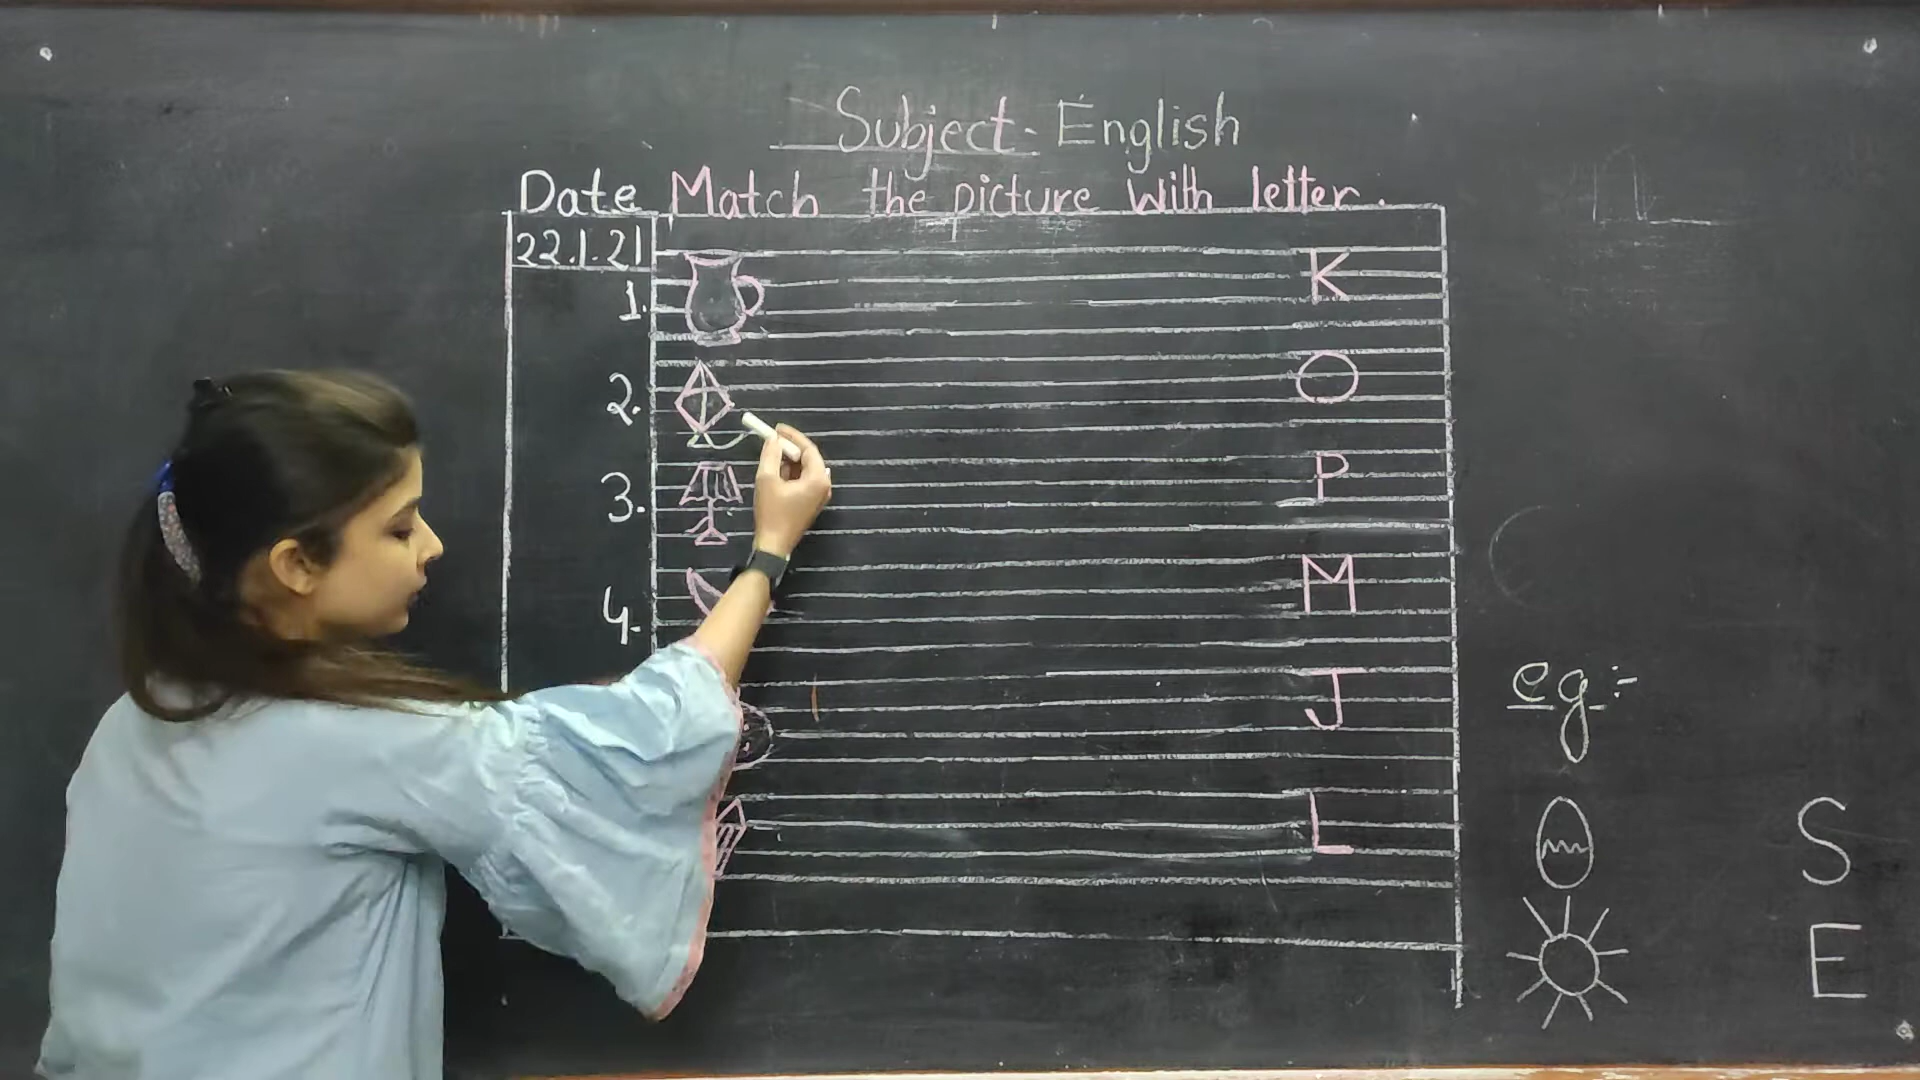 Subject:- English
Date Match the picture with letter.
22.1.21
1. K
2. O
3. P
4. M
J
L
eg:-
S
E